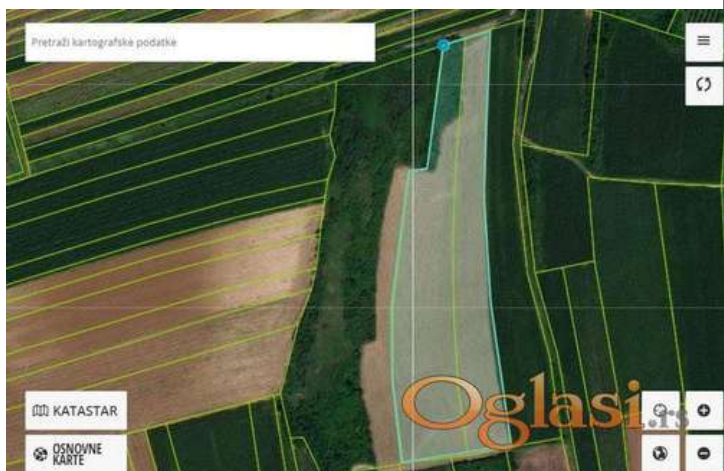 Pretraži kartografske podatke
KATASTAR
OSNOVNE
KARTE
Oglasi.rs